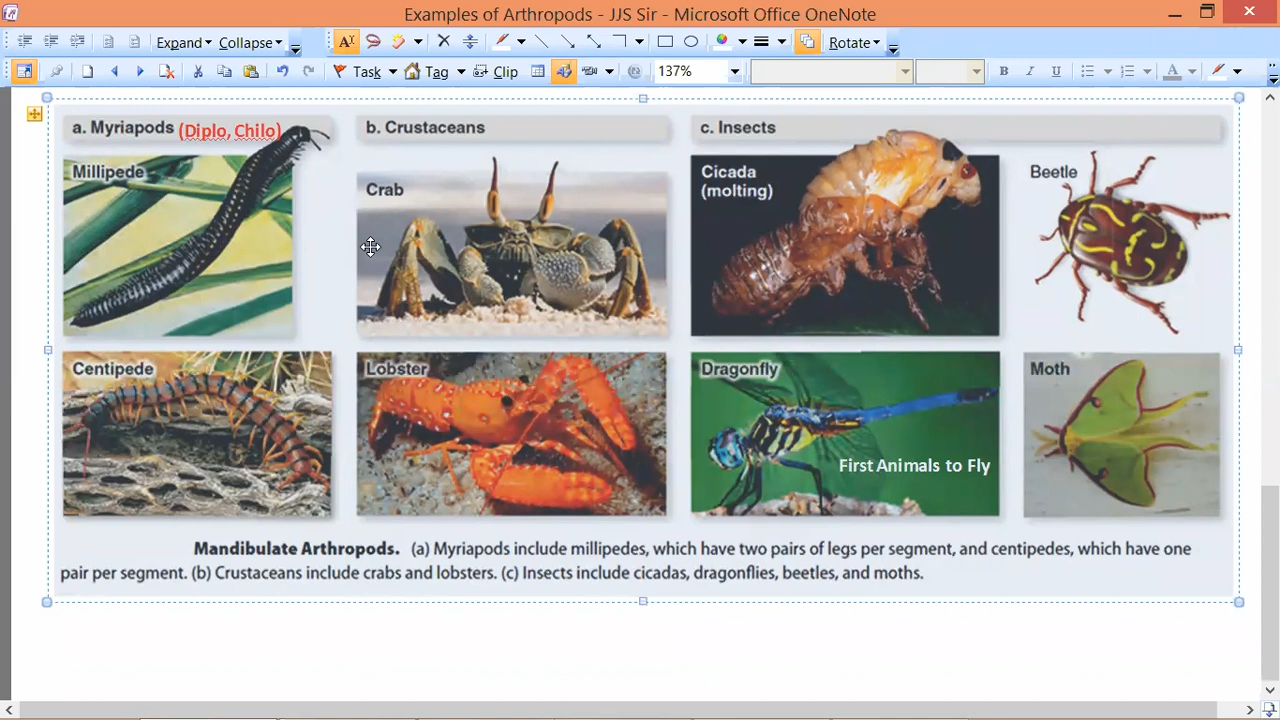 Examples of Arthropods - JJS Sir - Microsoft Office OneNote
Expand Collapse Rotate
Task Tag Clip 137% B I U A
a. Myriapods (Diplo, Chilo) b. Crustaceans c. Insects
Millipede
Crab
Cicada
(molting)
Beetle
Centipede
Lobster
Dragonfly
First Animals to Fly
Moth
Mandibulate Arthropods. (a) Myriapods include millipedes, which have two pairs of legs per segment, and centipedes, which have one
pair per segment. (b) Crustaceans include crabs and lobsters. (c) Insects include cicadas, dragonflies, beetles, and moths.